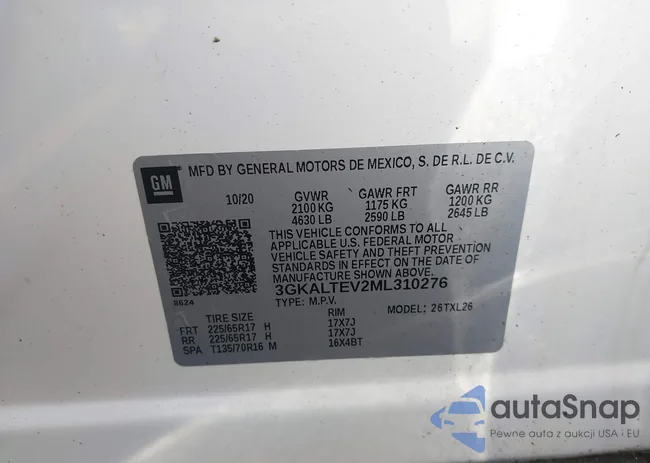 GM
MFD BY GENERAL MOTORS DE MEXICO, S. DE R.L. DE C.V.
10/20 GVWR GAWR FRT GAWR RR
2100 KG 1175 KG 1200 KG
4630 LB 2590 LB 2645 LB
THIS VEHICLE CONFORMS TO ALL
APPLICABLE U.S. FEDERAL MOTOR
VEHICLE SAFETY AND THEFT PREVENTION
STANDARDS IN EFFECT ON THE DATE OF
MANUFACTURE SHOWN ABOVE.
3GKALTEV2ML310276
8624 TYPE: M.P.V. MODEL: 26TXL26
TIRE SIZE RIM
FRT 225/65R17 H 17X7J
RR 225/65R17 H 17X7J
SPA T135/70R16 M 16X4BT
autoSnap
Pewne auta z aukcji USA i EU